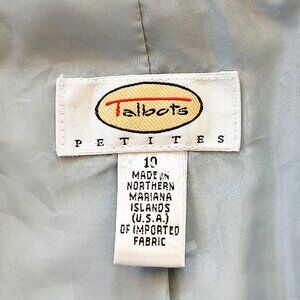 Talbots
PETITES
10
MADE IN
NORTHERN
MARIANA
ISLANDS
(U.S.A.)
OF IMPORTED
FABRIC